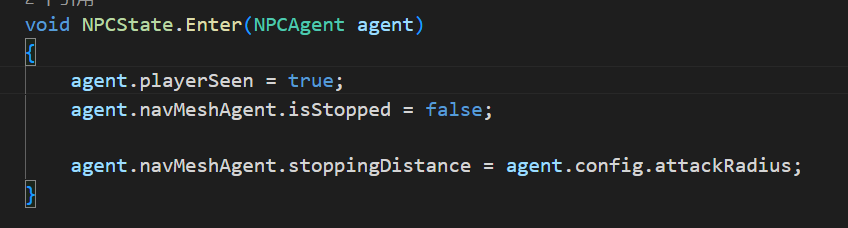 void NPCState.Enter(NPCAgent agent)
{
agent.playerSeen = true;
agent.navMeshAgent.isStopped = false;
agent.navMeshAgent.stoppingDistance = agent.config.attackRadius;
}